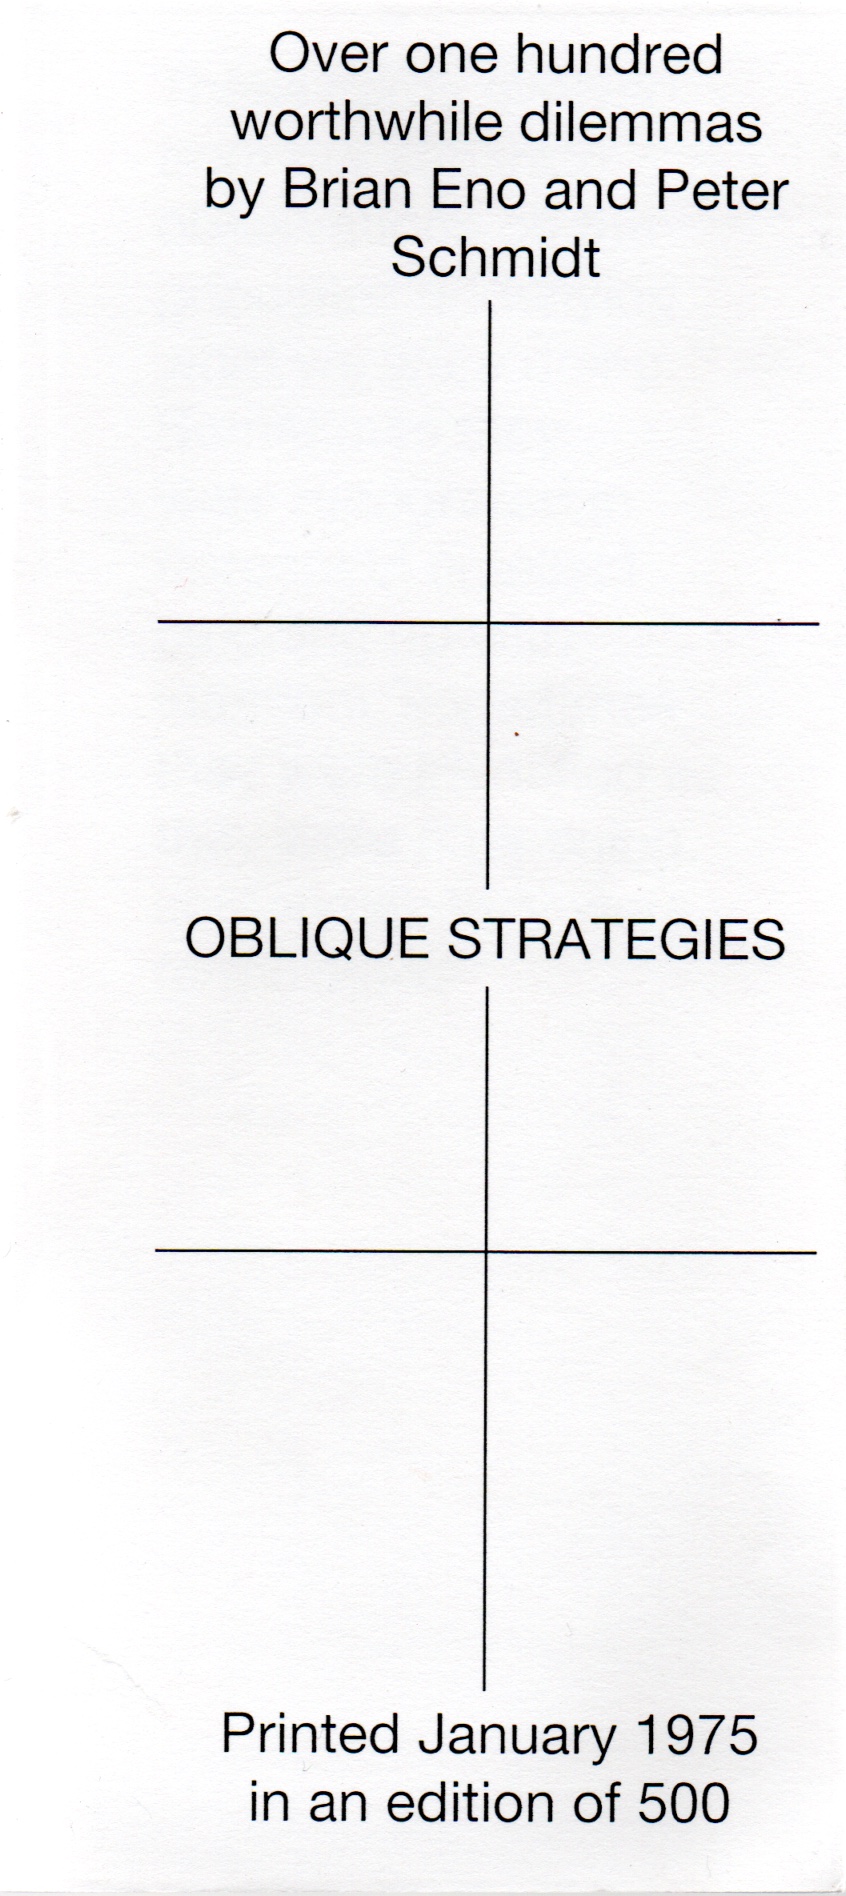 Over one hundred
worthwhile dilemmas
by Brian Eno and Peter
Schmidt
OBLIQUE STRATEGIES
Printed January 1975
in an edition of 500